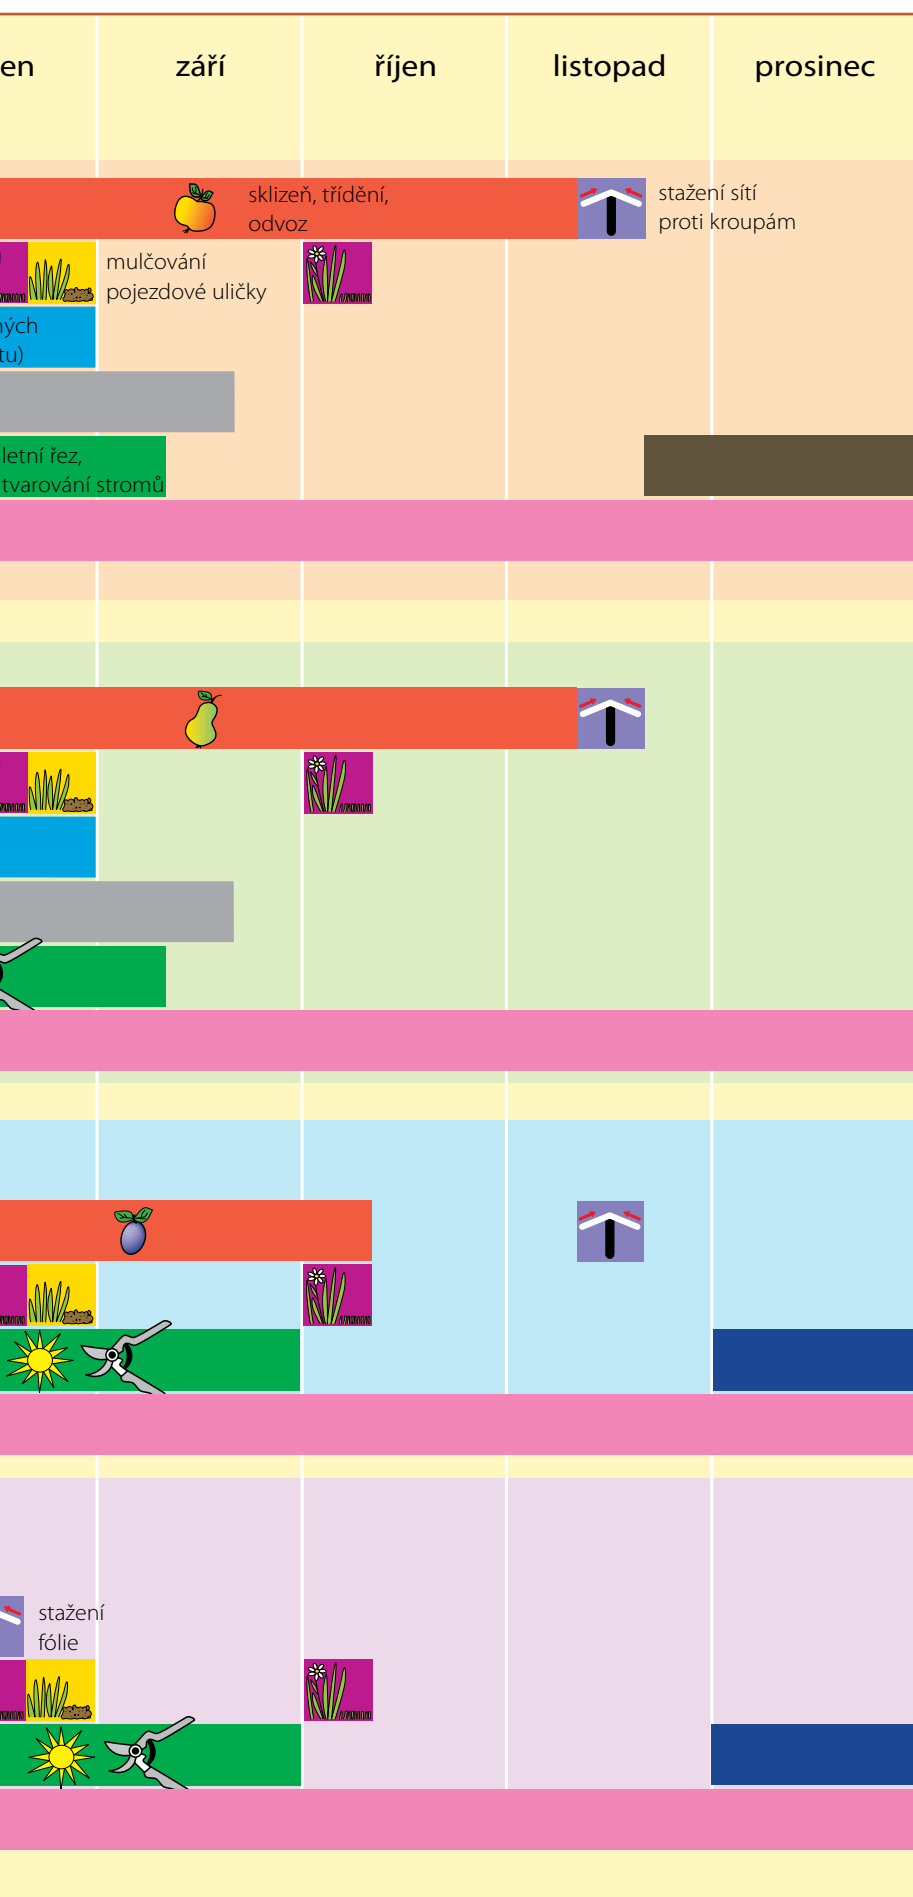 en
září
říjen
listopad
prosinec
sklizeň, třídění,
odvoz
stažení sítí
proti kroupám
mulčování
pojezdové uličky
ných
tu)
letní řez,
tvarování stromů
stažení
fólie